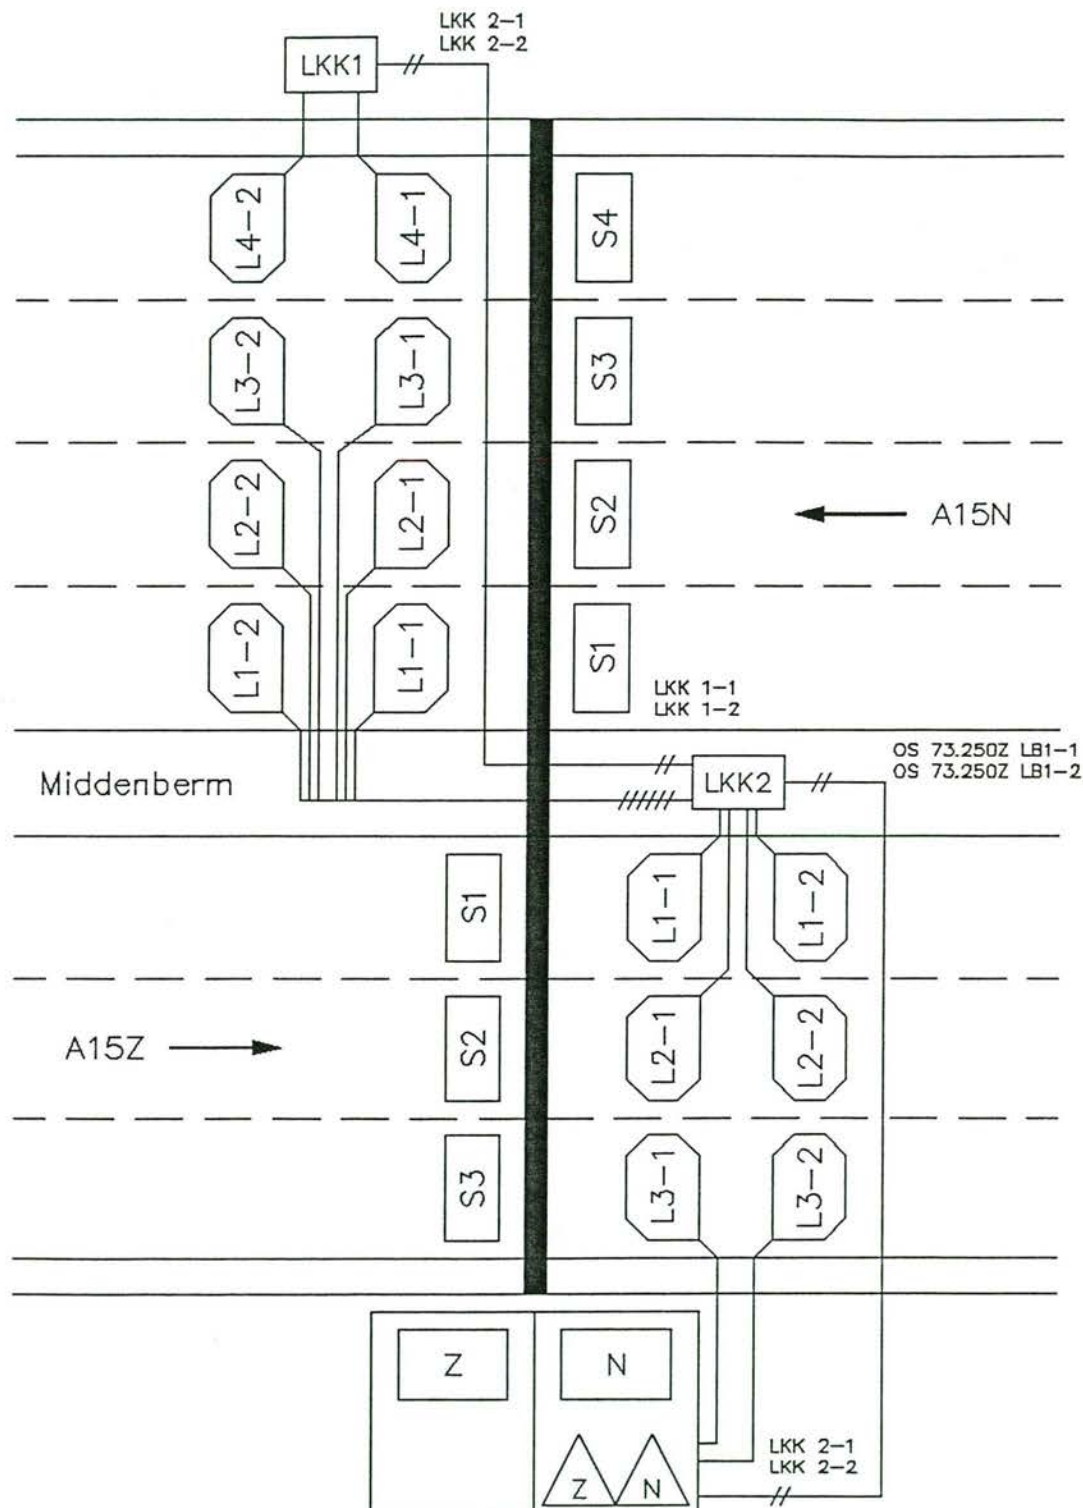 LKK 2-1
LKK 2-2
LKK1
L4-2
L4-1
S4
L3-2
L3-1
S3
L2-2
L2-1
S2
A15N
L1-2
L1-1
S1
LKK 1-1
LKK 1-2
OS 73.250Z LB1-1
OS 73.250Z LB1-2
Middenberm
LKK2
S1
L1-1
L1-2
A15Z
S2
L2-1
L2-2
S3
L3-1
L3-2
Z
N
LKK 2-1
LKK 2-2
Z
N